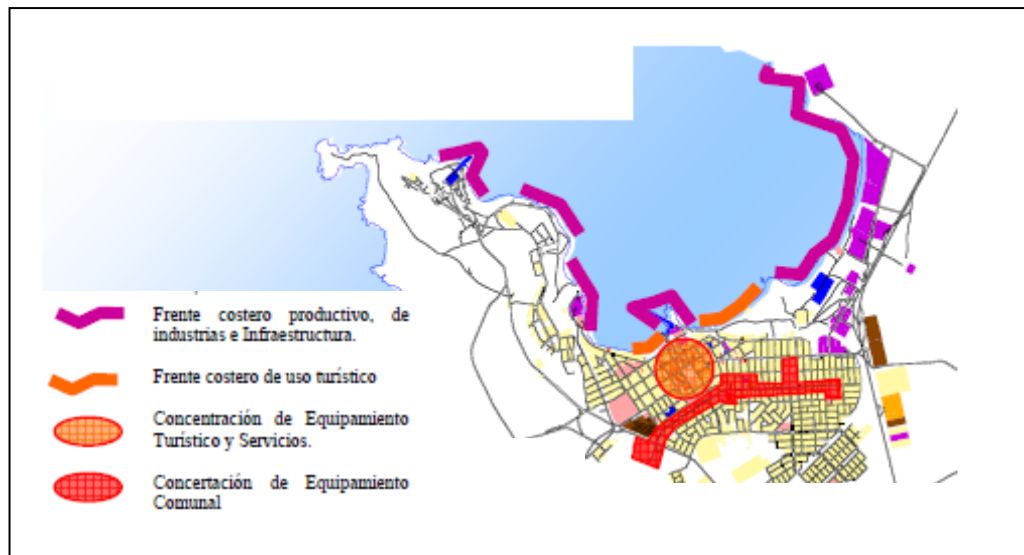 Frente costero productivo, de
industrias e Infraestructura.
Frente costero de uso turístico
Concentración de Equipamiento
Turístico y Servicios.
Concertación de Equipamiento
Comunal